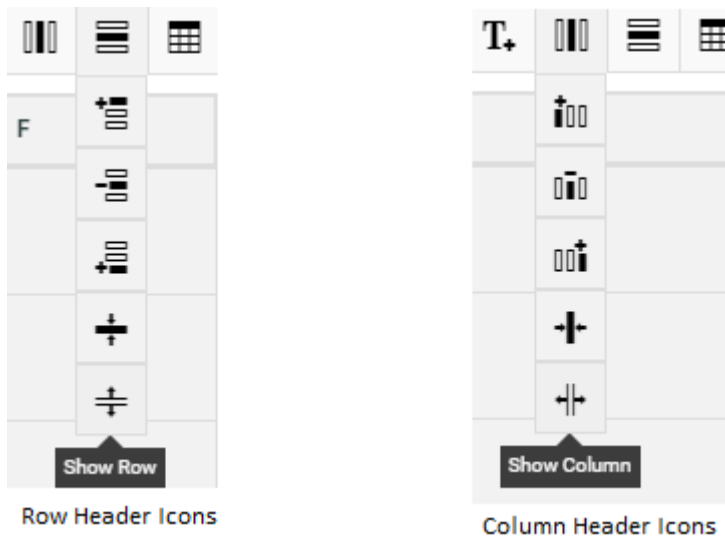 T+
F
Show Row
Show Column
Row Header Icons
Column Header Icons